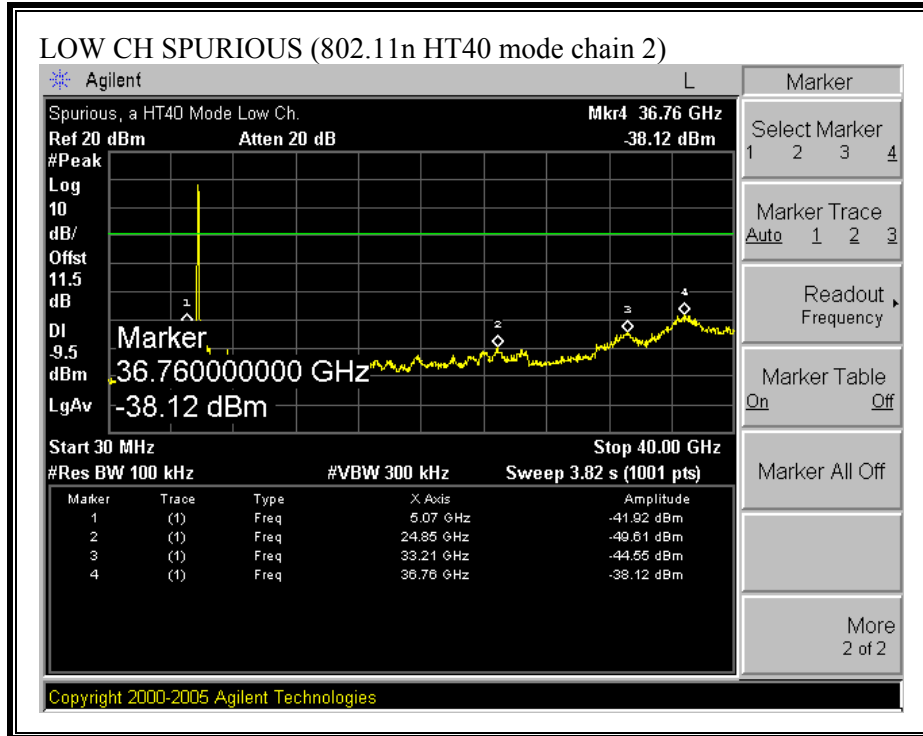 LOW CH SPURIOUS (802.11n HT40 mode chain 2)
Agilent L
Spurious, a HT40 Mode Low Ch. Mkr4 36.76 GHz
Ref 20 dBm Atten 20 dB -38.12 dBm
#Peak
Log
10
dB/
Offst
11.5
dB
DI
-9.5
dBm
LgAv
1
2
3
4
Marker
36.760000000 GHz
-38.12 dBm
Start 30 MHz Stop 40.00 GHz
#Res BW 100 kHz #VBW 300 kHz Sweep 3.82 s (1001 pts)
Marker Trace Type X Axis Amplitude
1 (1) Freq 5.07 GHz -41.92 dBm
2 (1) Freq 24.85 GHz -49.61 dBm
3 (1) Freq 33.21 GHz -44.55 dBm
4 (1) Freq 36.76 GHz -38.12 dBm
Marker
Select Marker
1 2 3 4
Marker Trace
Auto 1 2 3
Readout
Frequency
Marker Table
On Off
Marker All Off
More
2 of 2
Copyright 2000-2005 Agilent Technologies